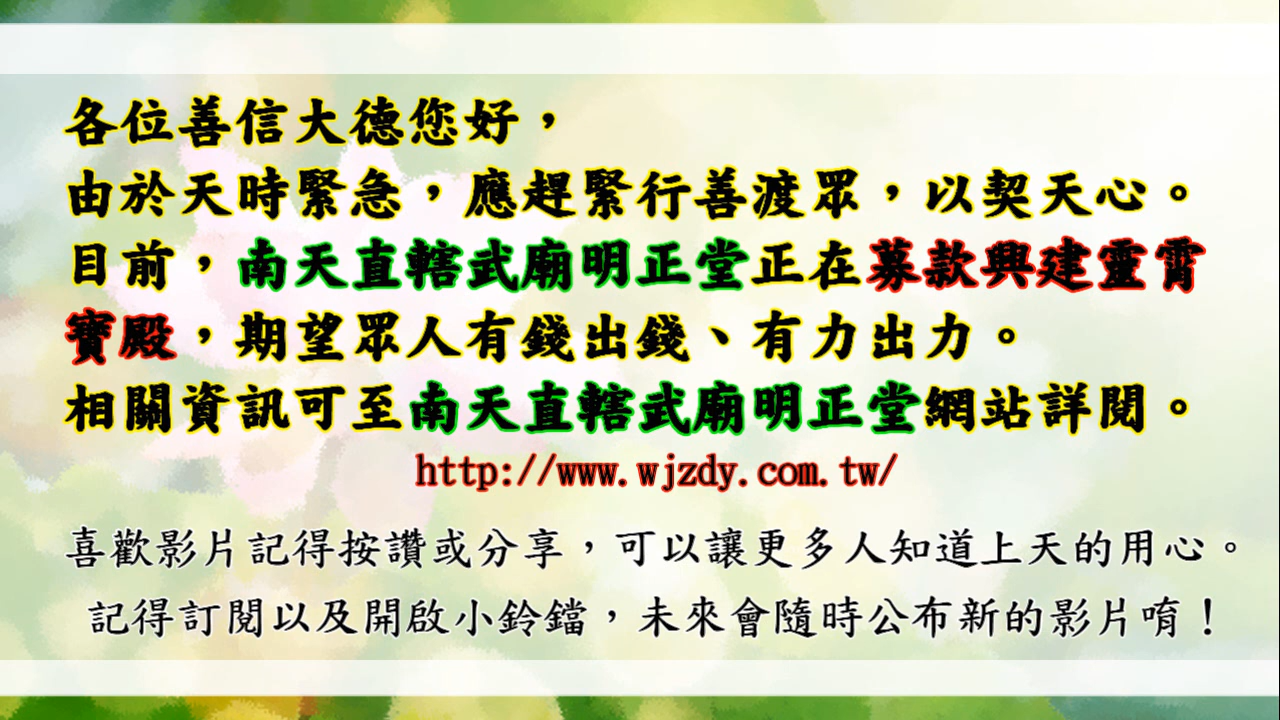 各位善信大德您好，
由於天時緊急，應趕緊行善渡眾，以契天心。
目前，南天直轄武廟明正堂正在募款興建靈霄
寶殿，期望眾人有錢出錢、有力出力。
相關資訊可至南天直轄武廟明正堂網站詳閱。
http://www.wjzdy.com.tw/
喜歡影片記得按讚或分享，可以讓更多人知道上天的用心。
記得訂閱以及開啟小鈴鐺，未來會隨時公布新的影片唷！